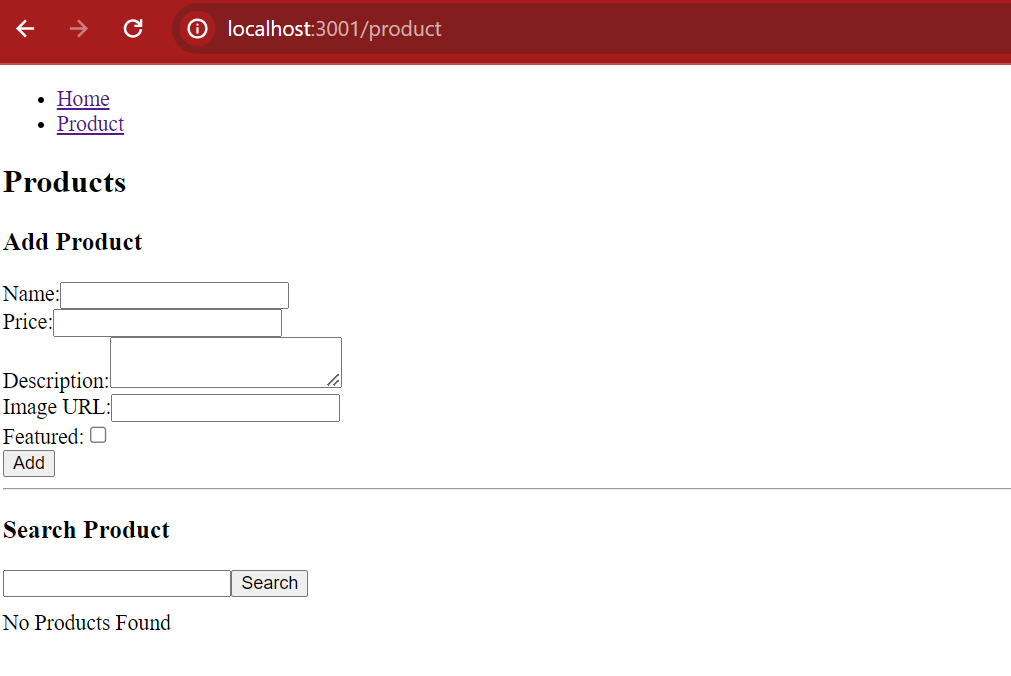 localhost:3001/product
Home
Product
Products
Add Product
Name:
Price:
Description:
Image URL:
Featured:
Add
Search Product
Search
No Products Found